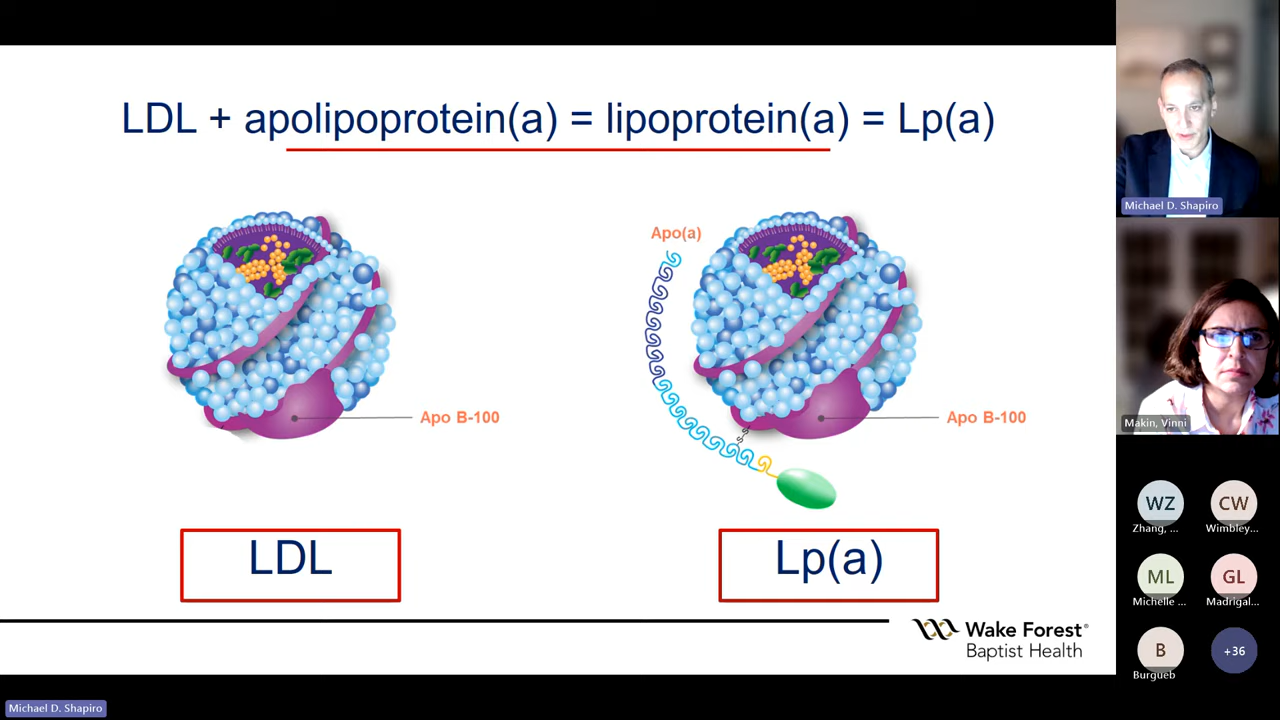 LDL + apolipoprotein(a) = lipoprotein(a) = Lp(a)
Apo(a)
Apo B-100
Apo B-100
LDL
Lp(a)
Wake Forest®
Baptist Health
Michael D. Shapiro
Michael D. Shapiro
Makin, Vinni
WZ
CW
Zhang, ...
Wimbley...
ML
GL
Michelle ...
Madrigal...
B
+36
Burgueb